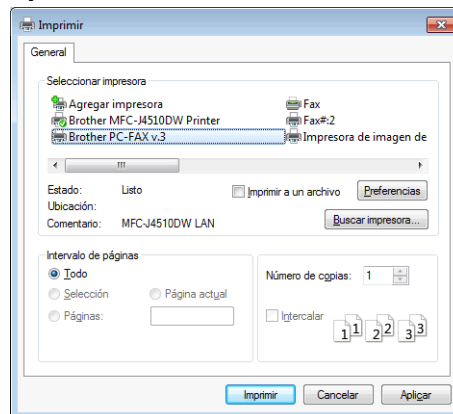 Imprimir
General
Seleccionar impresora
Agregar impresora
Brother MFC-J4510DW Printer
Brother PC-FAX v.3
Fax
Fax#:2
Impresora de imagen de
Estado: Listo
Imprimir a un archivo
Preferencias
Ubicación:
Comentario: MFC-J4510DW LAN
Buscar impresora...
Intervalo de páginas
Todo
Selección
Página actual
Páginas:
Número de copias: 1
Intercalar
1 1 2 2 3 3
Imprimir
Cancelar
Aplicar